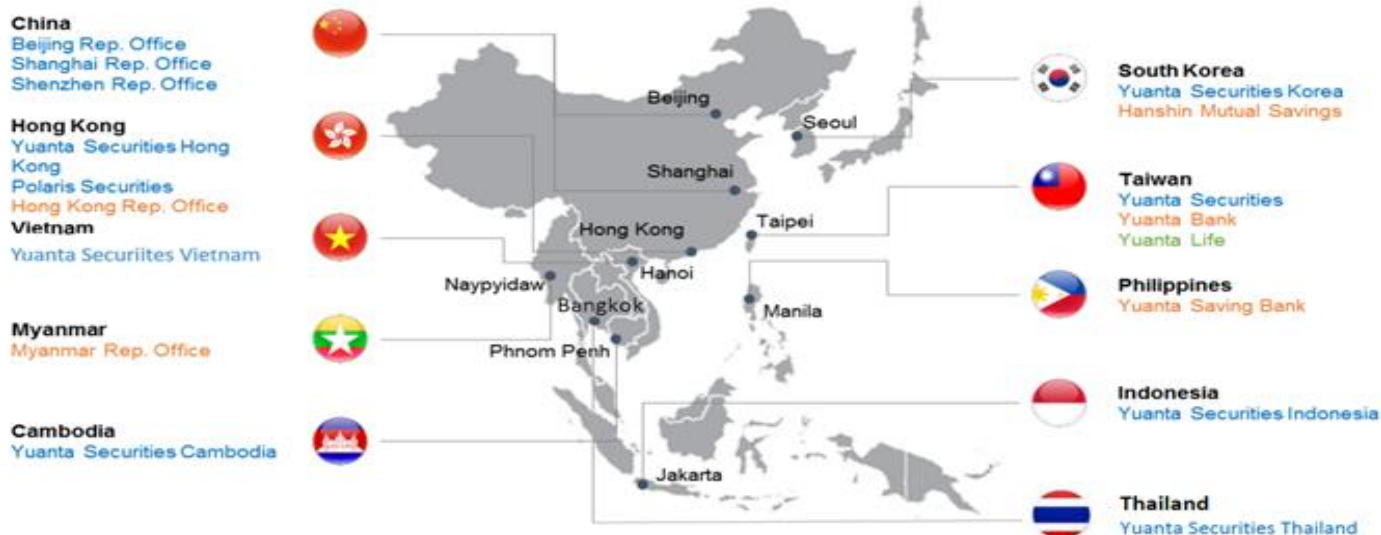 China
Beijing Rep. Office
Shanghai Rep. Office
Shenzhen Rep. Office
Hong Kong
Yuanta Securities Hong
Kong
Polaris Securities
Hong Kong Rep. Office
Vietnam
Yuanta Securiites Vietnam
Myanmar
Myanmar Rep. Office
Cambodia
Yuanta Securities Cambodia
Beijing
Seoul
Shanghai
Taipei
Hong Kong
Hanoi
Naypyidaw
Bangkok
Manila
Phnom Penh
Jakarta
South Korea
Yuanta Securities Korea
Hanshin Mutual Savings
Taiwan
Yuanta Securities
Yuanta Bank
Yuanta Life
Philippines
Yuanta Saving Bank
Indonesia
Yuanta Securities Indonesia
Thailand
Yuanta Securities Thailand